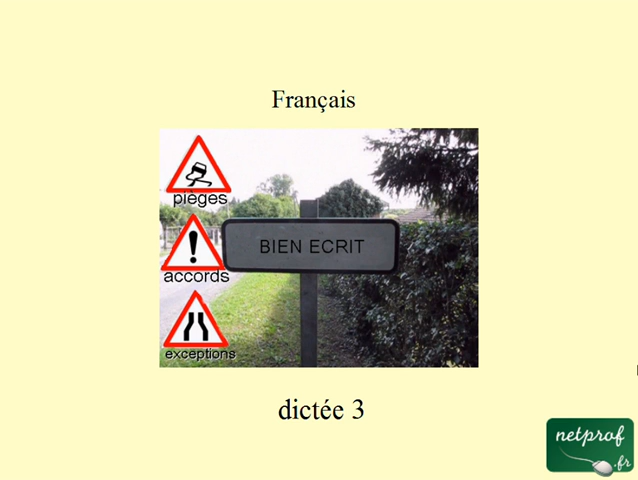 Français
pièges
BIEN ECRIT
accords
exceptions
dictée 3
netprof
.fr